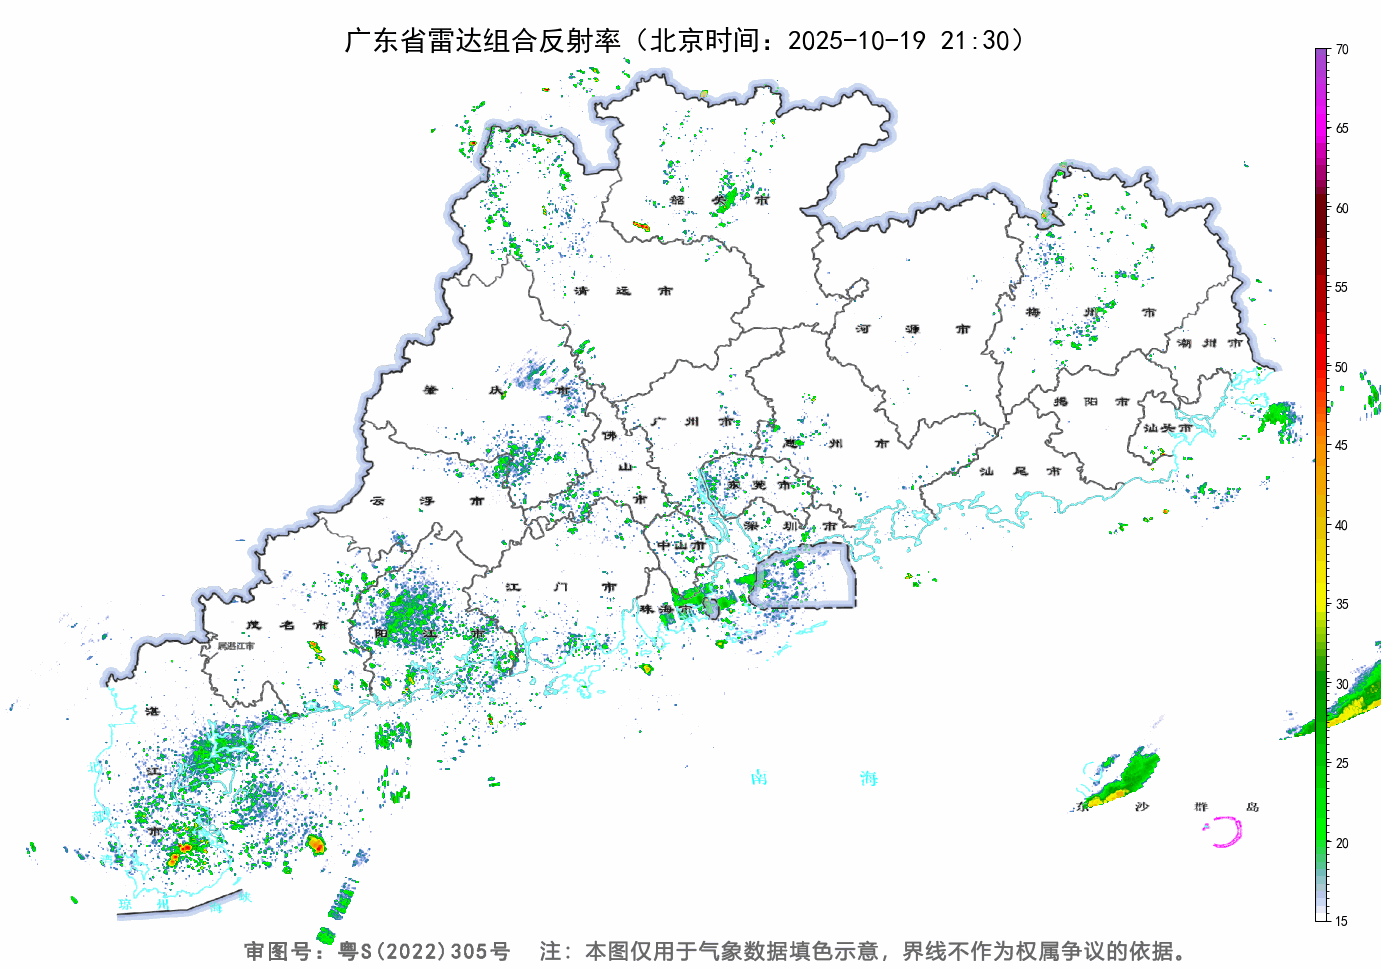 广东省雷达组合反射率（北京时间：2025-10-19 21:30）
70
65
60
55
50
45
40
35
30
25
20
15
韶关市
清远市
河源市
梅州市
潮州市
肇庆市
揭阳市
汕头市
广州市
佛山市
惠州市
汕尾市
东莞市
云浮市
深圳市
中山市
江门市
珠海市
茂名市
阳江市
属湛江市
湛江市
南海
东沙群岛
北部湾
琼州海峡
审图号：粤S(2022)305号 注：本图仅用于气象数据填色示意，界线不作为权属争议的依据。